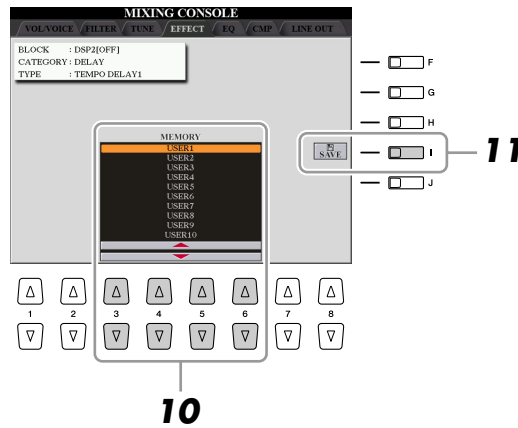 MIXING CONSOLE
VOL/VOICE FILTER TUNE EFFECT EQ CMP LINE OUT
BLOCK : DSP2[OFF]
CATEGORY : DELAY
TYPE : TEMPO DELAY1
F
G
H
I
J
11
SAVE
MEMORY
USER1
USER2
USER3
USER4
USER5
USER6
USER7
USER8
USER9
USER10
1 2 3 4 5 6 7 8
10